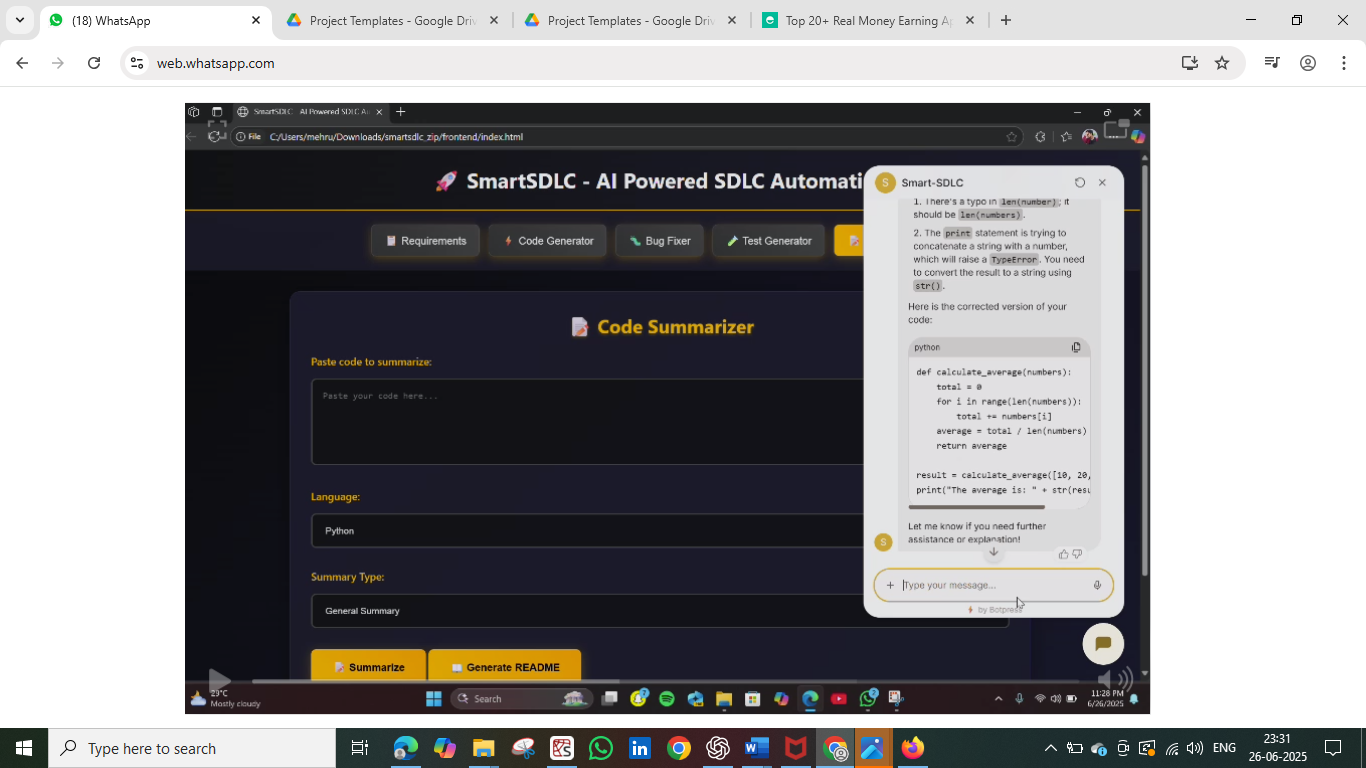 (18) WhatsApp
Project Templates - Google Driv
Project Templates - Google Driv
Top 20+ Real Money Earning Ap
web.whatsapp.com
SmartSDLC - AI Powered SDLC A
File
C:/Users/mehru/Downloads/smartsdlc_zip/frontend/index.html
SmartSDLC - AI Powered SDLC Automati
Requirements
Code Generator
Bug Fixer
Test Generator
Code Summarizer
Paste code to summarize:
Paste your code here...
Language:
Python
Summary Type:
General Summary
Summarize
Generate README
S
Smart-SDLC
1. There's a typo in len(number); it
should be len(numbers).
2. The print statement is trying to
concatenate a string with a number,
which will raise a TypeError. You need
to convert the result to a string using
str().
Here is the corrected version of your
code:
python
def calculate_average(numbers):
    total = 0
    for i in range(len(numbers)):
        total += numbers[i]
    average = total / len(numbers)
    return average
result = calculate_average([10, 20,
print("The average is: " + str(resu
Let me know if you need further
assistance or explanation!
S
Type your message...
by Botpress
29°C
Mostly cloudy
Search
11:28 PM
6/26/2025
Type here to search
ENG
23:31
26-06-2025